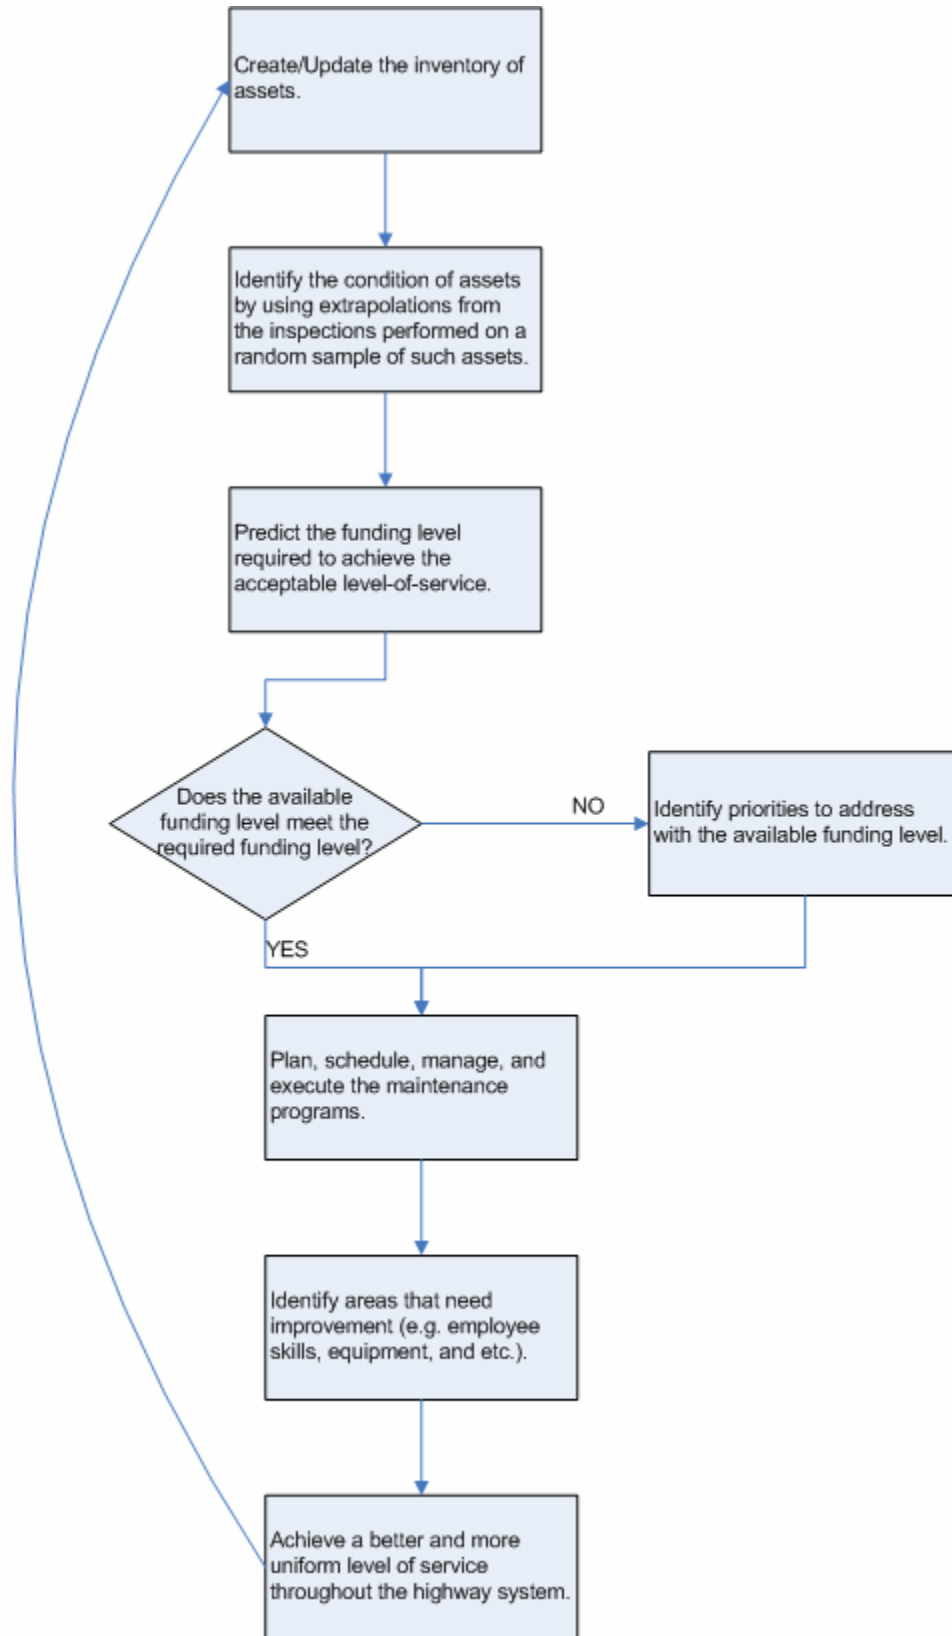 Create/Update the inventory of
assets.
Identify the condition of assets
by using extrapolations from
the inspections performed on a
random sample of such assets.
Predict the funding level
required to achieve the
acceptable level-of-service.
Does the available
funding level meet the
required funding level?
NO
Identify priorities to address
with the available funding level.
YES
Plan, schedule, manage, and
execute the maintenance
programs.
Identify areas that need
improvement (e.g. employee
skills, equipment, and etc.).
Achieve a better and more
uniform level of service
throughout the highway system.